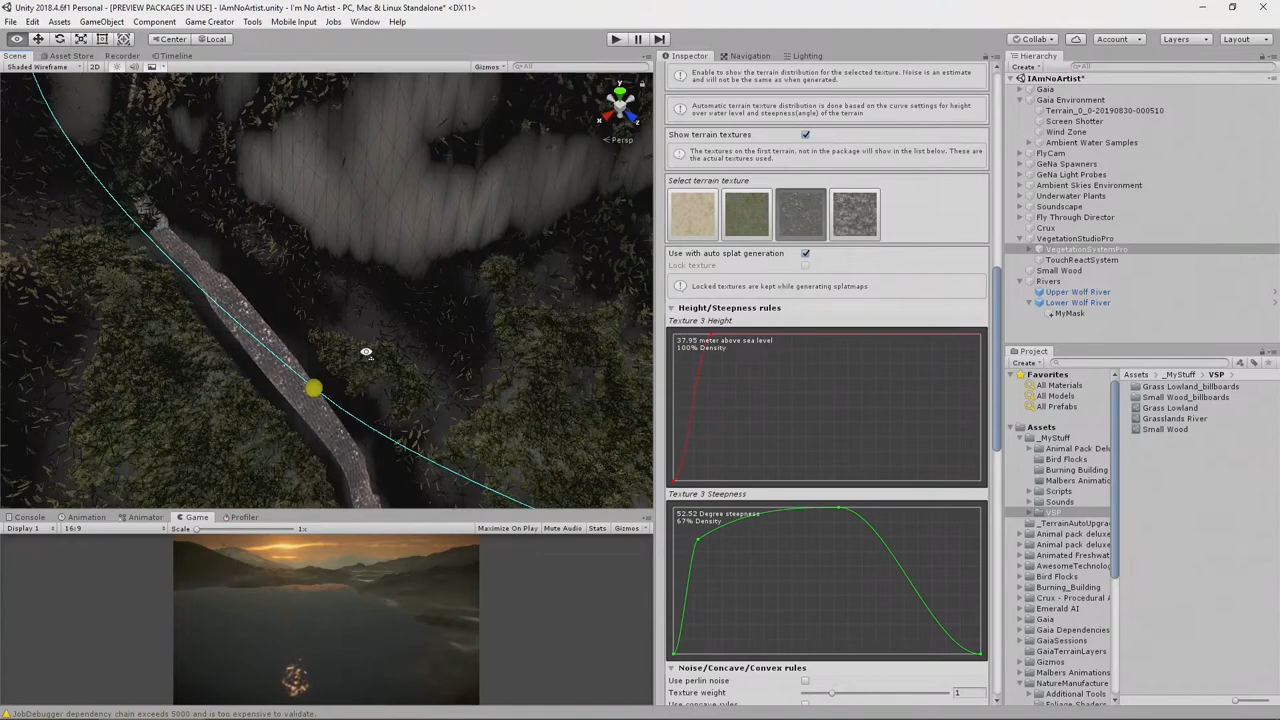 Unity 2018.4.6f1 Personal - [PREVIEW PACKAGES IN USE] - IAmNoArtist.unity - I'm No Artist - PC, Mac & Linux Standalone* <DX11>
File Edit Assets GameObject Component Game Creator Tools Mobile Input Jobs Window Help
Center Local Collab Account Layers Layout
Scene Asset Store Recorder Timeline
Shaded Wireframe 2D Gizmos All
y x z
Persp
Inspector Navigation Lighting
Enable to show the terrain distribution for the selected texture. Noise is an estimate
and will not be the same as when generated.
Automatic terrain texture distribution is done based on the curve settings for height
over water level and steepness(angle) of the terrain
Show terrain textures
The textures on the first terrain, not in the package will show in the list below. These are
the actual textures used.
Select terrain texture
Use with auto splat generation
Lock texture
Locked textures are kept while generating splatmaps
Height/Steepness rules
Texture 3 Height
37.95 meter above sea level
100% Density
Texture 3 Steepness
52.52 Degree steepness
67% Density
Noise/Concave/Convex rules
Use perlin noise
Texture weight 1
Use concave rules
Hierarchy
Create All
IAmNoArtist*
Gaia
Gaia Environment
Terrain_0_0-20190830-000510
Screen Shotter
Wind Zone
Ambient Water Samples
FlyCam
GeNa Spawners
GeNa Light Probes
Ambient Skies Environment
Underwater Plants
Soundscape
Fly Through Director
Crux
VegetationStudioPro
VegetationSystemPro
TouchReactSystem
Small Wood
Rivers
Upper Wolf River
Lower Wolf River
MyMask
Project
Create
Favorites
All Materials
All Models
All Prefabs
Assets
_MyStuff
Animal Pack Delu
Bird Flocks
Burning Building
Malbers Animation
Scripts
Sounds
VSP
_TerrainAutoUpgrad
Animal pack deluxe
Animal pack deluxe
Animated Freshwate
AwesomeTechnolog
Bird Flocks
Burning_Building
Crux - Procedural A
Emerald AI
Gaia
Gaia Dependencies
GaiaSessions
GaiaTerrainLayers
Gizmos
Malbers Animations
NatureManufacture
Additional Tools
Foliage Shaders
Assets _MyStuff VSP
Grass Lowland_billboards
Small Wood_billboards
Grass Lowland
Grasslands River
Small Wood
Console Animation Animator Game Profiler
Display 1 16:9 Scale 1x Maximize On Play Mute Audio Stats Gizmos
JobDebugger dependency chain exceeds 5000 and is too expensive to validate.